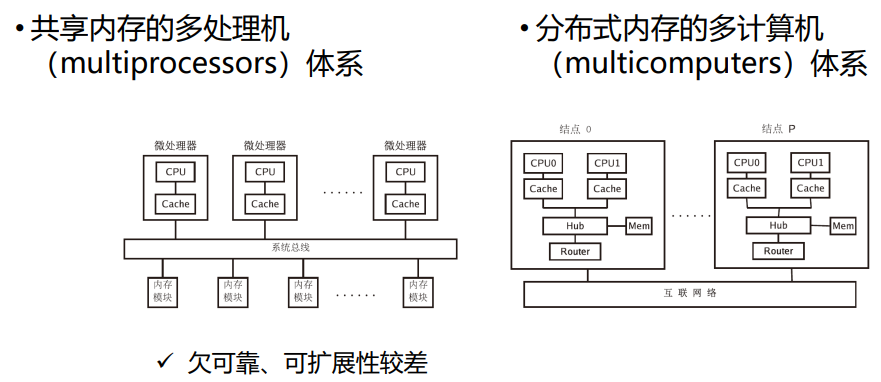 • 共享内存的多处理机
（multiprocessors）体系
• 分布式内存的多计算机
（multicomputers）体系
微处理器 微处理器 微处理器
CPU CPU CPU
Cache Cache Cache
......
系统总线
内存模块 内存模块 内存模块 ...... 内存模块
✓ 欠可靠、可扩展性较差
结点 0 结点 P
CPU0 CPU1 CPU0 CPU1
Cache Cache Cache Cache
......
Hub Mem Hub Mem
Router Router
互 联 网 络